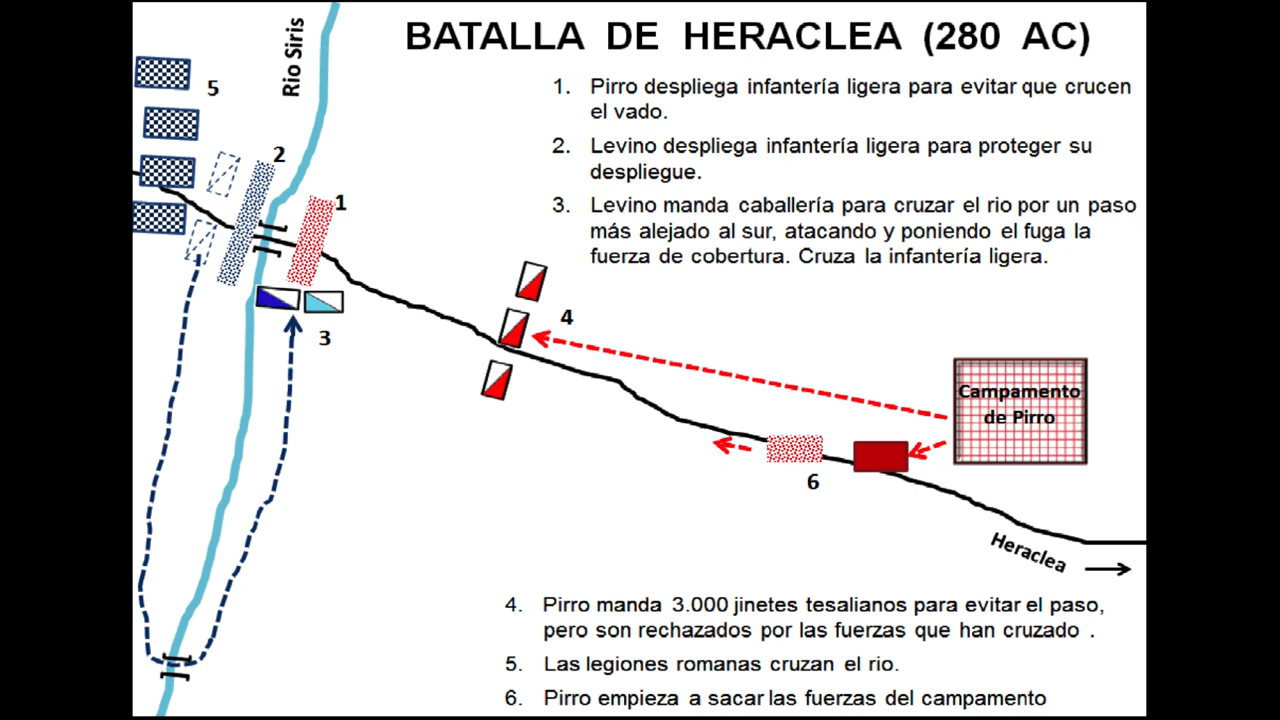 BATALLA DE HERACLEA (280 AC)
Rio Siris
1. Pirro despliega infantería ligera para evitar que crucen
el vado.
2. Levino despliega infantería ligera para proteger su
despliegue.
3. Levino manda caballería para cruzar el rio por un paso
más alejado al sur, atacando y poniendo el fuga la
fuerza de cobertura. Cruza la infantería ligera.
5
2
1
3
4
Campamento
de Pirro
6
Heraclea
4. Pirro manda 3.000 jinetes tesalianos para evitar el paso,
pero son rechazados por las fuerzas que han cruzado .
5. Las legiones romanas cruzan el rio.
6. Pirro empieza a sacar las fuerzas del campamento